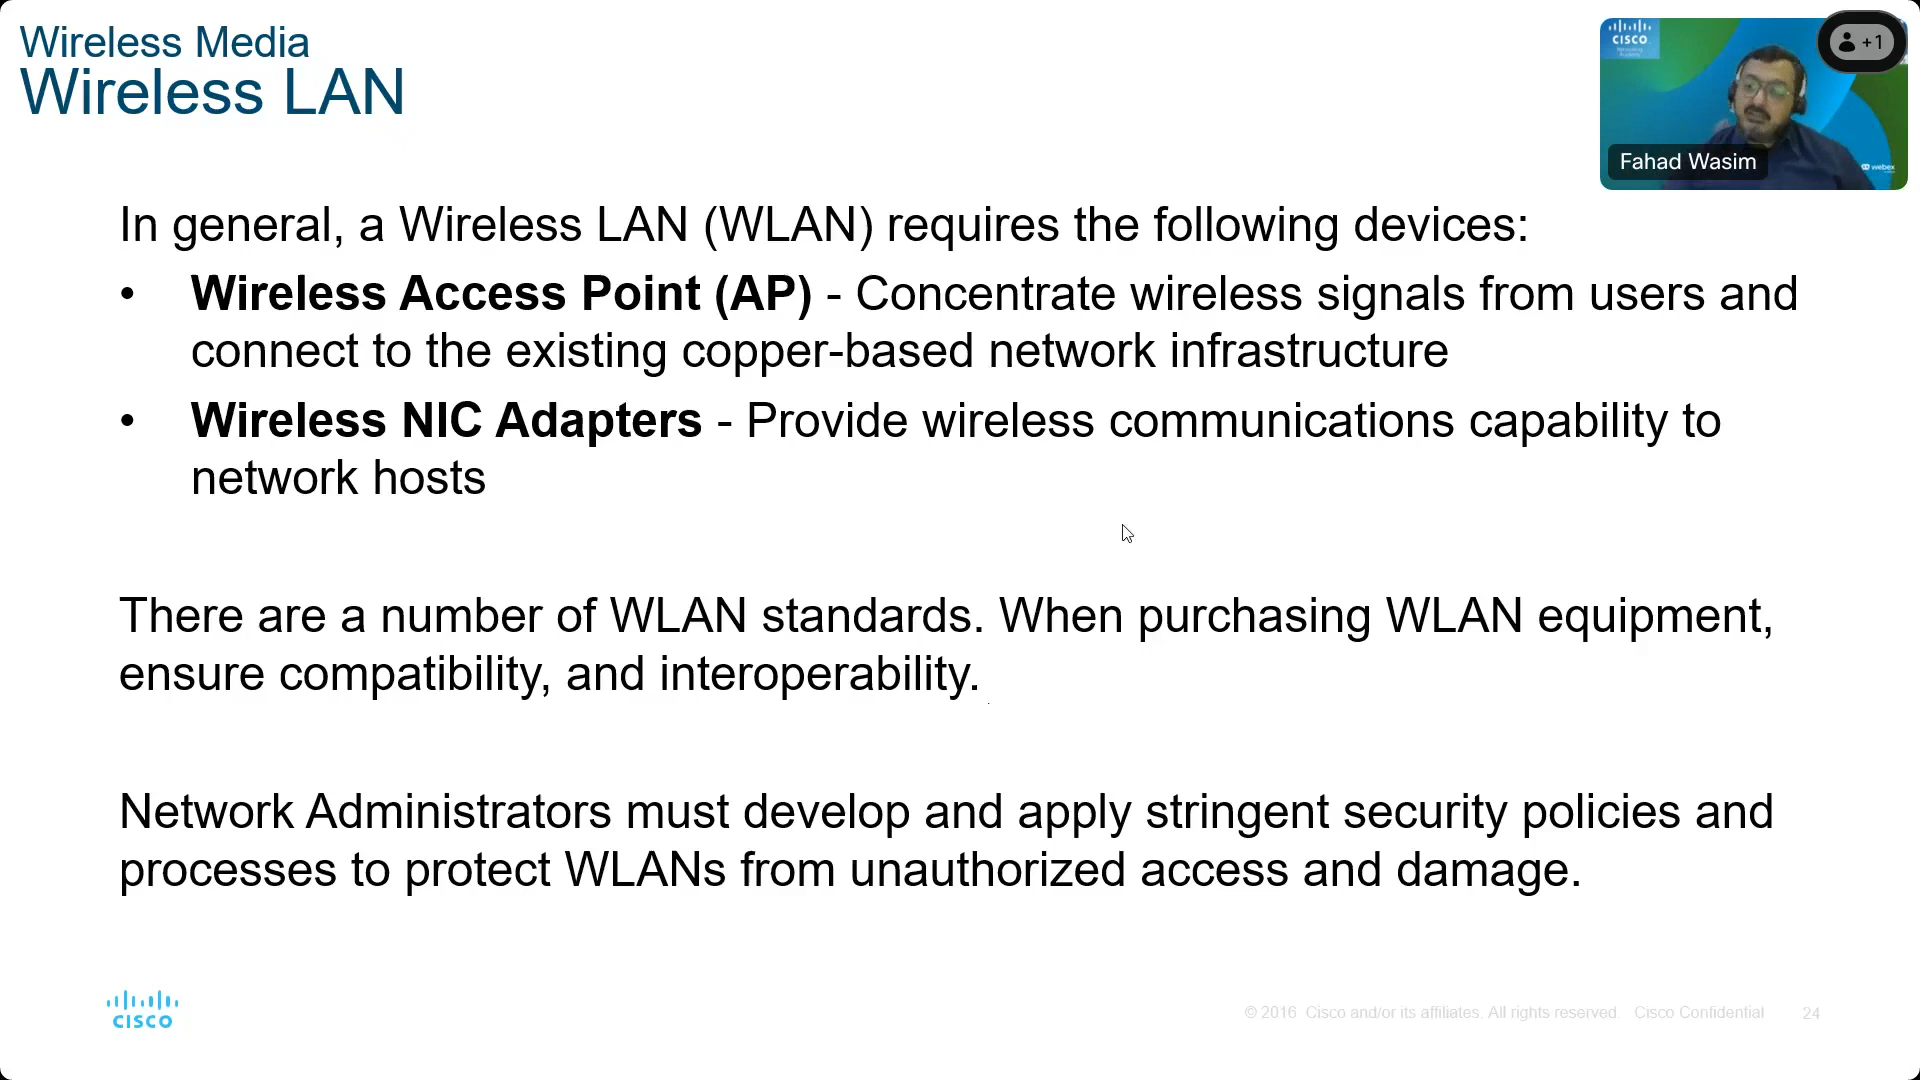 Wireless Media
Wireless LAN
CISCO
Networking
Academy
+1
Fahad Wasim
webex
In general, a Wireless LAN (WLAN) requires the following devices:
• Wireless Access Point (AP) - Concentrate wireless signals from users and
connect to the existing copper-based network infrastructure
• Wireless NIC Adapters - Provide wireless communications capability to
network hosts
There are a number of WLAN standards. When purchasing WLAN equipment,
ensure compatibility, and interoperability.
Network Administrators must develop and apply stringent security policies and
processes to protect WLANs from unauthorized access and damage.
CISCO
© 2016 Cisco and/or its affiliates. All rights reserved. Cisco Confidential 24